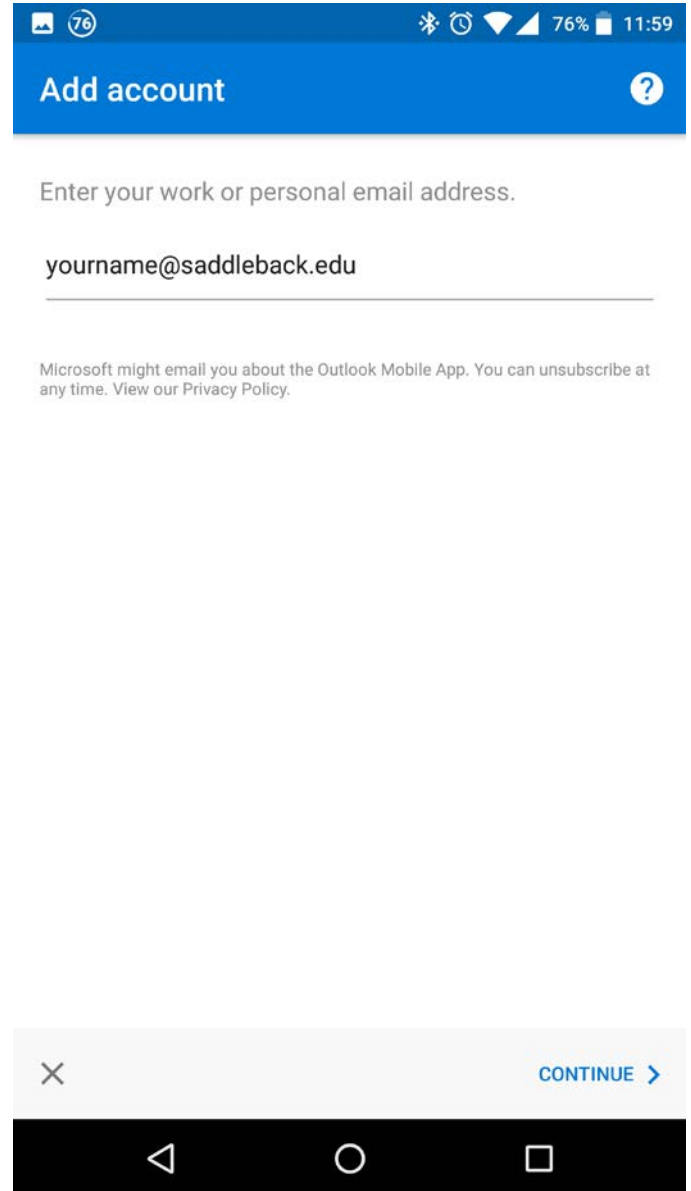 76 76% 11:59
Add account ?
Enter your work or personal email address.
yourname@saddleback.edu
Microsoft might email you about the Outlook Mobile App. You can unsubscribe at
any time. View our Privacy Policy.
CONTINUE